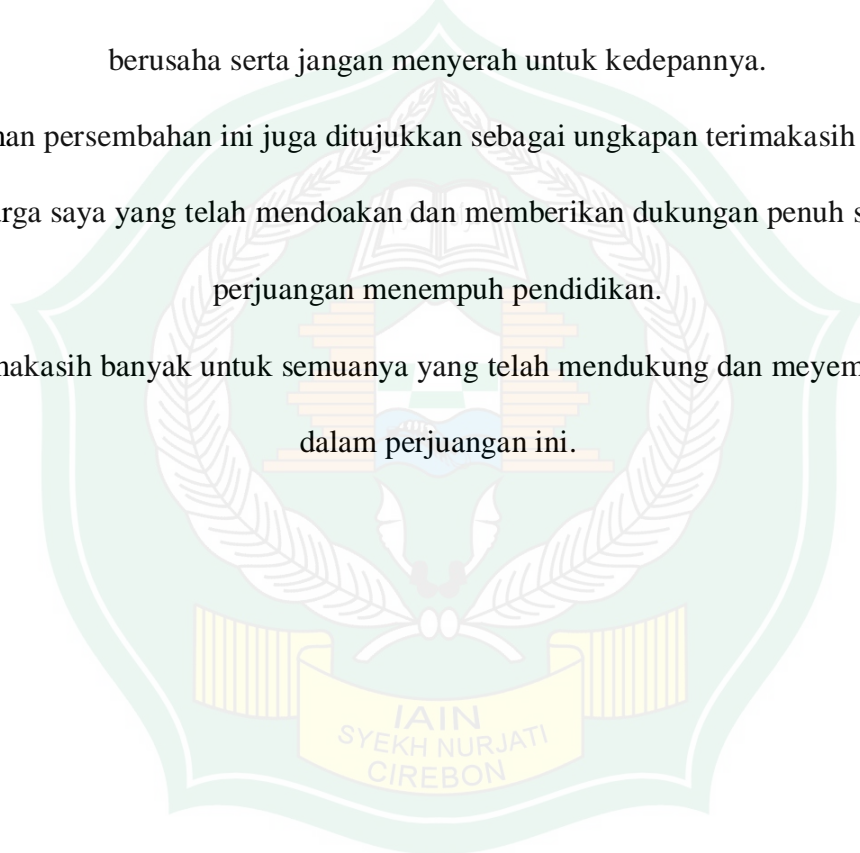 berusaha serta jangan menyerah untuk kedepannya.
persembahan ini juga ditujukkan sebagai ungkapan terimakasih
saya yang telah mendoakan dan memberikan dukungan penuh
perjuangan menempuh pendidikan.
banyak untuk semuanya yang telah mendukung dan
dalam perjuangan ini.
IAIN
SYEKH NURJATI
CIREBON